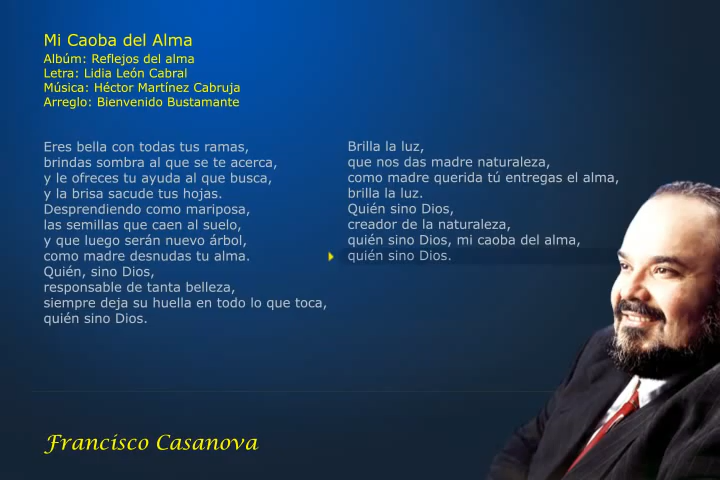 Mi Caoba del Alma
Albúm: Reflejos del alma
Letra: Lidia León Cabral
Música: Héctor Martínez Cabruja
Arreglo: Bienvenido Bustamante
Eres bella con todas tus ramas,
brindas sombra al que se te acerca,
y le ofreces tu ayuda al que busca,
y la brisa sacude tus hojas.
Desprendiendo como mariposa,
las semillas que caen al suelo,
y que luego serán nuevo árbol,
como madre desnudas tu alma.
Quién, sino Dios,
responsable de tanta belleza,
siempre deja su huella en todo lo que toca,
quién sino Dios.
Brilla la luz,
que nos das madre naturaleza,
como madre querida tú entregas el alma,
brilla la luz.
Quién sino Dios,
creador de la naturaleza,
quién sino Dios, mi caoba del alma,
quién sino Dios.
Francisco Casanova